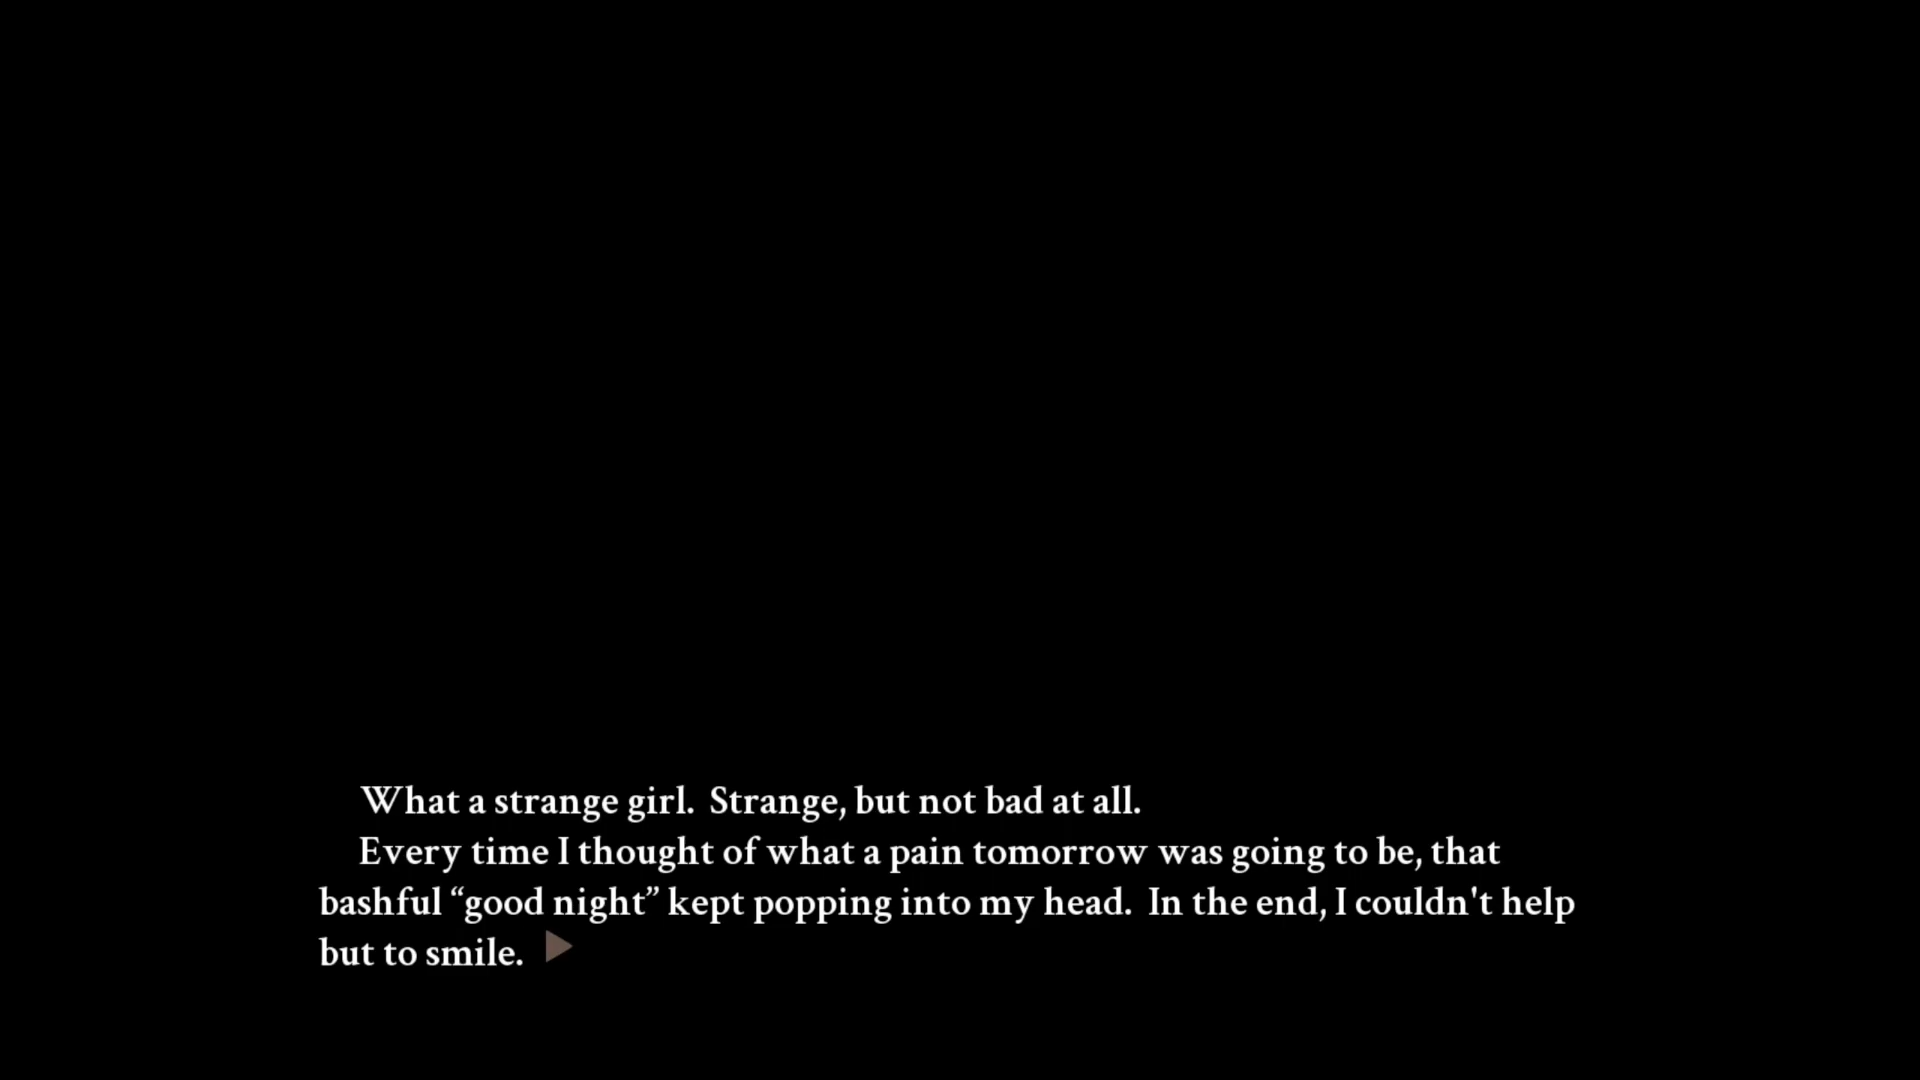 What a strange girl.  Strange, but not bad at all.
Every time I thought of what a pain tomorrow was going to be, that
bashful “good night” kept popping into my head.  In the end, I couldn't help
but to smile.